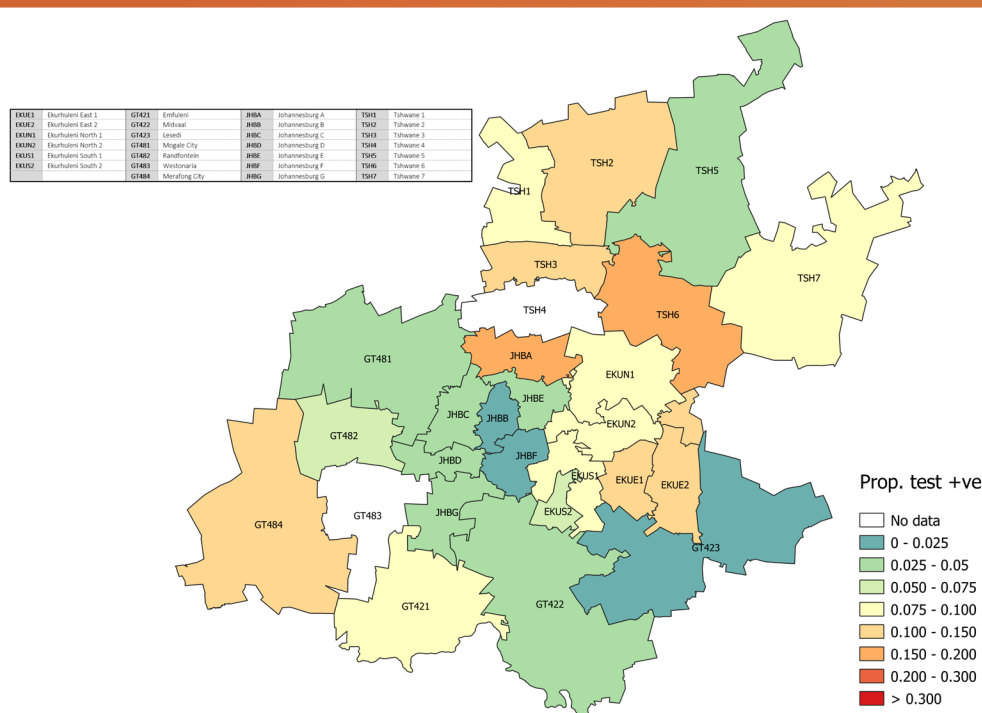 EKUE1 Ekurhuleni East 1 GT421 Emfuleni JHBA Johannesburg A TSH1 Tshwane 1
EKUE2 Ekurhuleni East 2 GT422 Midvaal JHBB Johannesburg B TSH2 Tshwane 2
EKUN1 Ekurhuleni North 1 GT423 Lesedi JHBC Johannesburg C TSH3 Tshwane 3
EKUN2 Ekurhuleni North 2 GT481 Mogale City JHBD Johannesburg D TSH4 Tshwane 4
EKUS1 Ekurhuleni South 1 GT482 Randfontein JHBE Johannesburg E TSH5 Tshwane 5
EKUS2 Ekurhuleni South 2 GT483 Westonaria JHBF Johannesburg F TSH6 Tshwane 6
GT484 Merafong City JHBG Johannesburg G TSH7 Tshwane 7
TSH2
TSH5
TSH1
TSH3
TSH7
TSH4
TSH6
JHBA
GT481
EKUN1
JHBE
JHBC
JHBB
EKUN2
GT482
JHBF
JHBD
EKUS1
EKUE1
EKUE2
GT484
GT483
JHBG
EKUS2
GT423
GT421
GT422
Prop. test +ve
No data
0 - 0.025
0.025 - 0.05
0.050 - 0.075
0.075 - 0.100
0.100 - 0.150
0.150 - 0.200
0.200 - 0.300
> 0.300